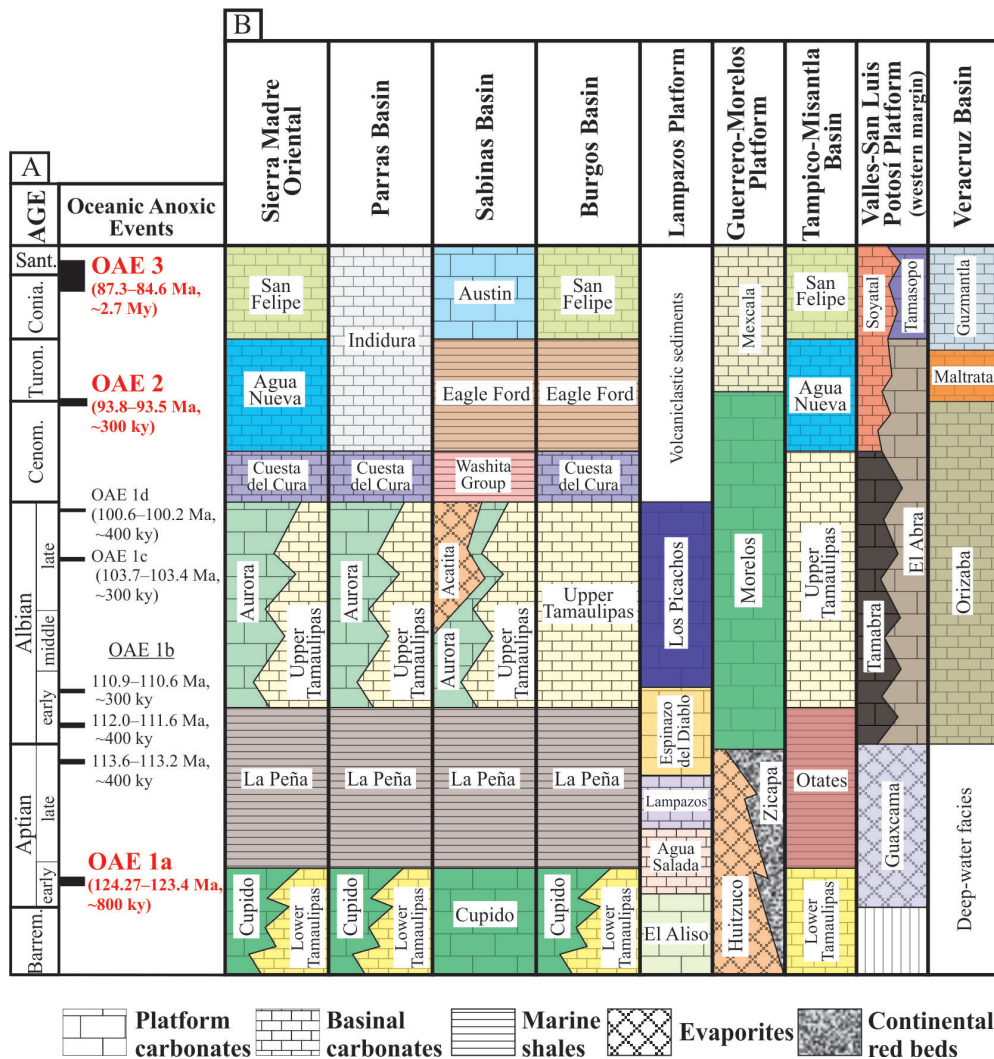 B
Sierra Madre
Oriental
Parras Basin
Sabinas Basin
Burgos Basin
Lampazos Platform
Guerrero-Morelos
Platform
Tampico-Misantla
Basin
Valles-San Luis
Potosí Platform
(western margin)
Veracruz Basin
A
AGE
Oceanic Anoxic
Events
Sant.
Conia.
Turon.
Cenom.
Albian
late
middle
early
Aptian
late
early
Barrem.
OAE 3
(87.3–84.6 Ma,
~2.7 My)
OAE 2
(93.8–93.5 Ma,
~300 ky)
OAE 1d
(100.6–100.2 Ma,
~400 ky)
OAE 1c
(103.7–103.4 Ma,
~300 ky)
OAE 1b
110.9–110.6 Ma,
~300 ky
112.0–111.6 Ma,
~400 ky
113.6–113.2 Ma,
~400 ky
OAE 1a
(124.27–123.4 Ma,
~800 ky)
San
Felipe
Agua
Nueva
Cuesta
del Cura
Aurora
Upper
Tamaulipas
La Peña
Cupido
Lower
Tamaulipas
Indidura
Cuesta
del Cura
Aurora
Upper
Tamaulipas
La Peña
Cupido
Lower
Tamaulipas
Austin
Eagle Ford
Washita
Group
Acatita
Aurora
Upper
Tamaulipas
La Peña
Cupido
San
Felipe
Eagle Ford
Cuesta
del Cura
Upper
Tamaulipas
La Peña
Cupido
Lower
Tamaulipas
Volcaniclastic sediments
Los Picachos
Espinazo
del Diablo
Lampazos
Agua
Salada
El Aliso
Mexcala
Morelos
Huitzuco
Zicapa
San
Felipe
Agua
Nueva
Upper
Tamaulipas
Otates
Lower
Tamaulipas
Soyatal
Tamasopo
El Abra
Tamabra
Guaxcama
Guzmantla
Maltrata
Orizaba
Deep-water facies
Platform
carbonates
Basinal
carbonates
Marine
shales
Evaporites
Continental
red beds